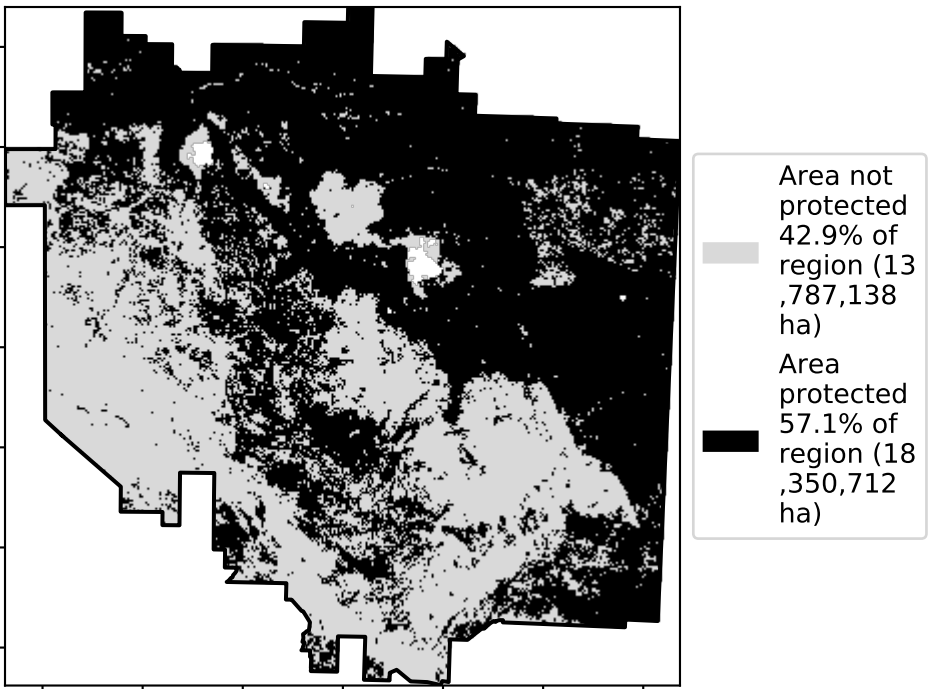 Area not
protected
42.9% of
region (13
,787,138
ha)
Area
protected
57.1% of
region (18
,350,712
ha)